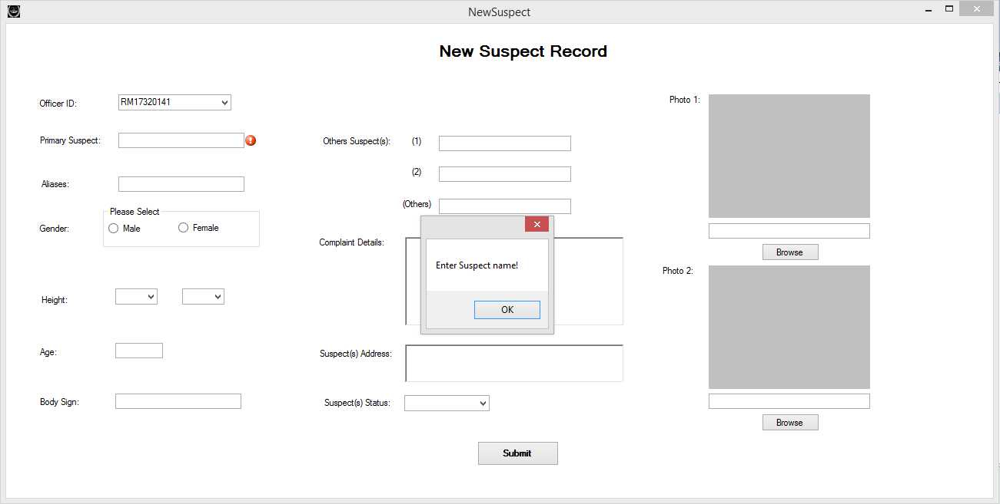 NewSuspect
New Suspect Record
Officer ID:
RM17320141
Primary Suspect:
Aliases:
Gender:
Please Select
Male
Female
Height:
Age:
Body Sign:
Others Suspect(s):
(1)
(2)
(Others)
Complaint Details:
Enter Suspect name!
OK
Suspect(s) Address:
Suspect(s) Status:
Submit
Photo 1:
Browse
Photo 2:
Browse